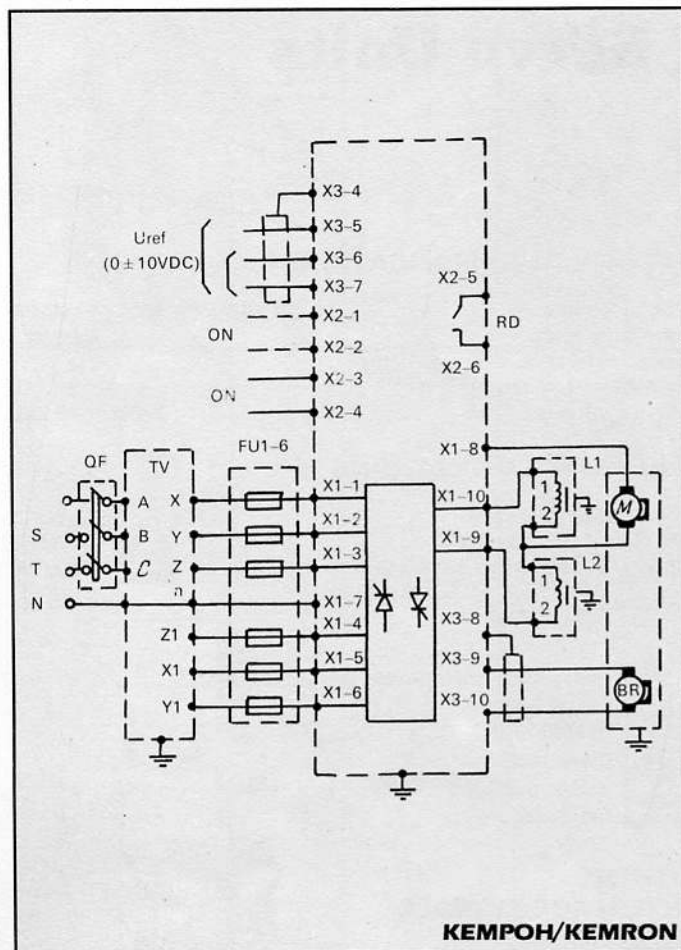 X3-4
X3-5
Uref
(0±10VDC)
X3-6
X3-7
X2-1
ON
X2-2
X2-3
ON
X2-4
X2-5
RD
X2-6
QF
TV
FU1-6
A
X
X1-1
S
B
Y
X1-2
T
C
Z
X1-3
N
X1-7
Z1
X1-4
X1
X1-5
Y1
X1-6
X1-8
X1-10
L1
1
2
M
X1-9
L2
1
2
X3-8
X3-9
BR
X3-10
KEMPOH/KEMRON